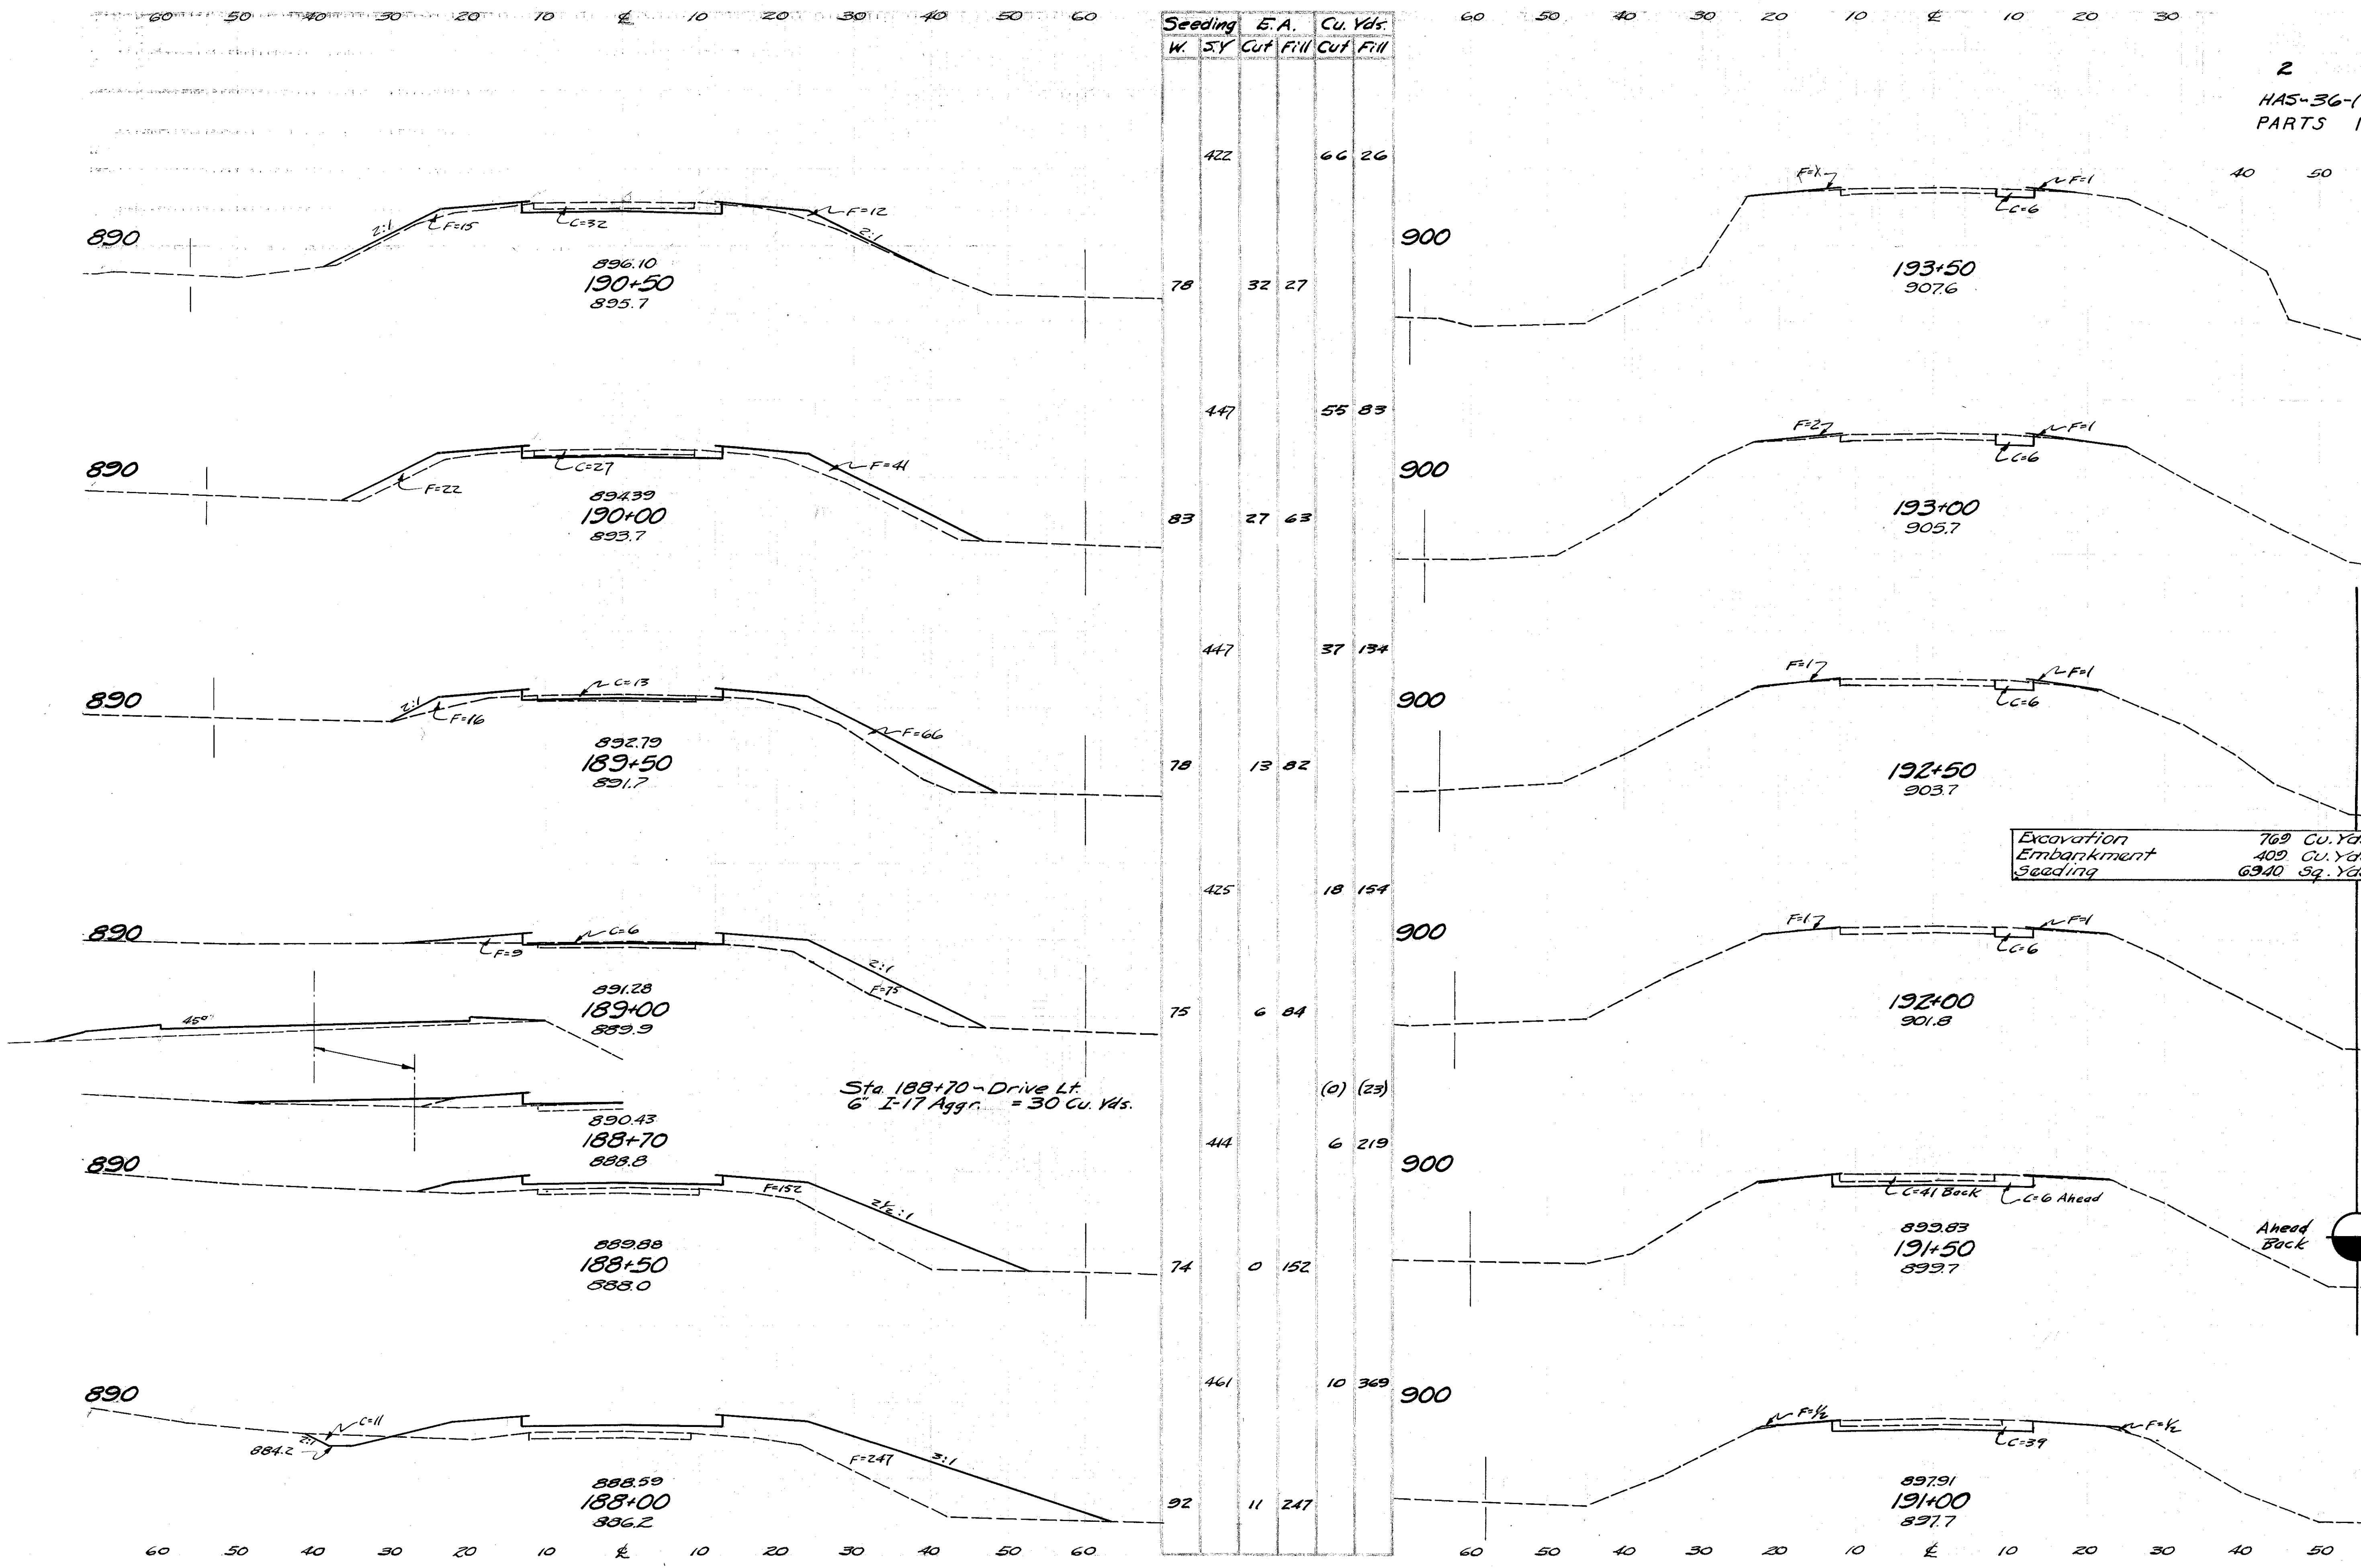 60 50 40 30 20 10 ℄ 10 20 30 40 50 60
Seeding E.A. Cu. Yds.
W. S.Y Cut Fill Cut Fill
60 50 40 30 20 10 ℄ 10 20 30
2
HAS-36-(
PARTS 1
40 50
422 66 26
890
2:1
F=15
C=32
F=12
2:1
896.10
190+50
895.7
78 32 27
900
F=1
C=6
193+50
907.6
447 55 83
890
F=22
C=27
F=41
894.39
190+00
893.7
83 27 63
900
F=2
F=1
C=6
193+00
905.7
447 37 134
890
2:1
F=16
C=13
F=66
892.79
189+50
891.7
78 13 82
900
F=1
F=1
C=6
192+50
903.7
Excavation 769 Cu.Yd
Embankment 409 Cu.Yd
Seeding 6940 Sq.Yd
425 18 154
890
F=9
C=6
2:1
F=75
891.28
189+00
889.9
75 6 84
45°
900
F=1
F=1
C=6
192+00
901.8
Sta. 188+70 ~ Drive Lt.
6" I-17 Aggr. = 30 Cu. Yds.
(0) (23)
890.43
188+70
888.8
414 6 219
890
F=152
2½:1
889.88
188+50
888.0
74 0 152
900
C=41 Back
C=6 Ahead
899.83
191+50
899.7
Ahead
Back
461 10 369
890
C=11
2:1
884.2
F=247
3:1
888.59
188+00
886.2
92 11 247
900
F=½
F=½
C=39
897.91
191+00
897.7
60 50 40 30 20 10 ℄ 10 20 30 40 50 60
60 50 40 30 20 10 ℄ 10 20 30 40 50